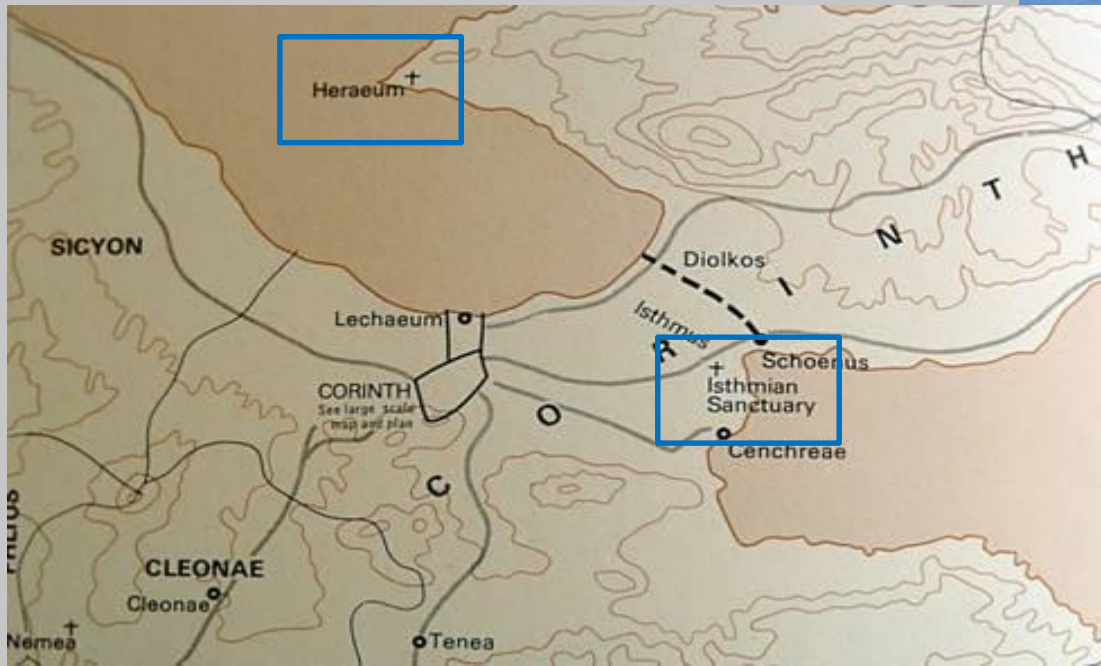 Heraeum
SICYON
Diolkos
Lechaeum
Isthmus
Schoenus
CORINTH
See large scale
map and plan
Isthmian
Sanctuary
Cenchreae
C O R I N T H
CLEONAE
Cleonae
Nemea
Tenea